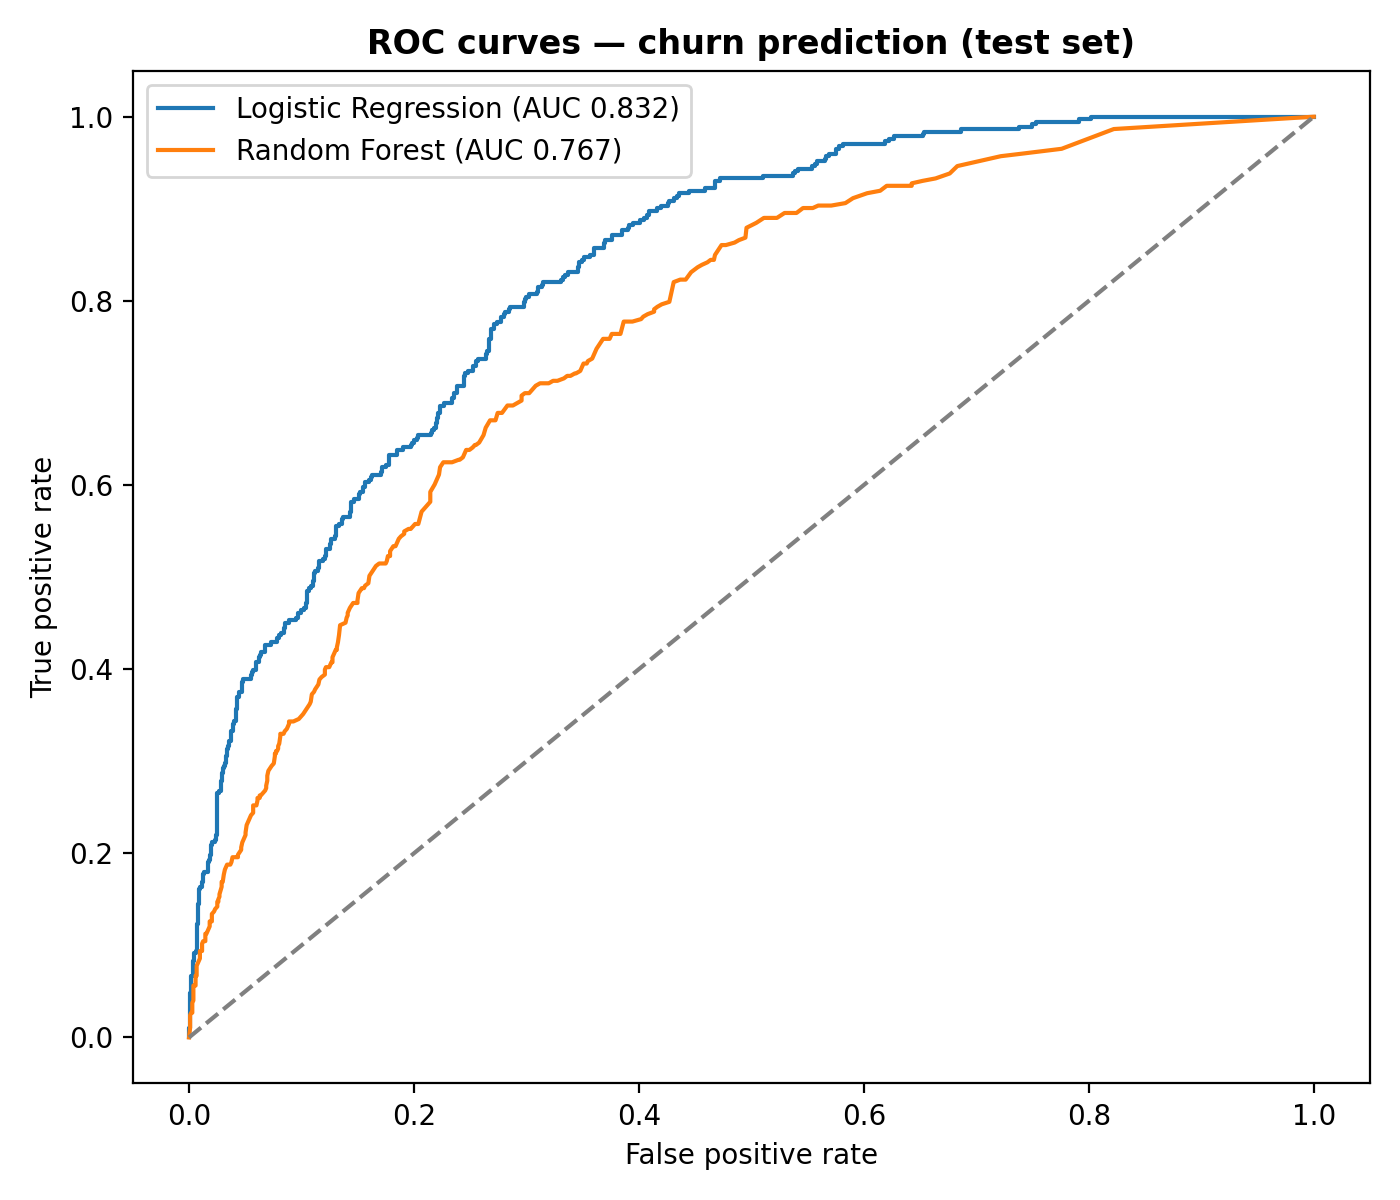 ROC curves — churn prediction (test set)
Logistic Regression (AUC 0.832)
Random Forest (AUC 0.767)
1.0
0.8
0.6
0.4
0.2
0.0
True positive rate
0.0 0.2 0.4 0.6 0.8 1.0
False positive rate